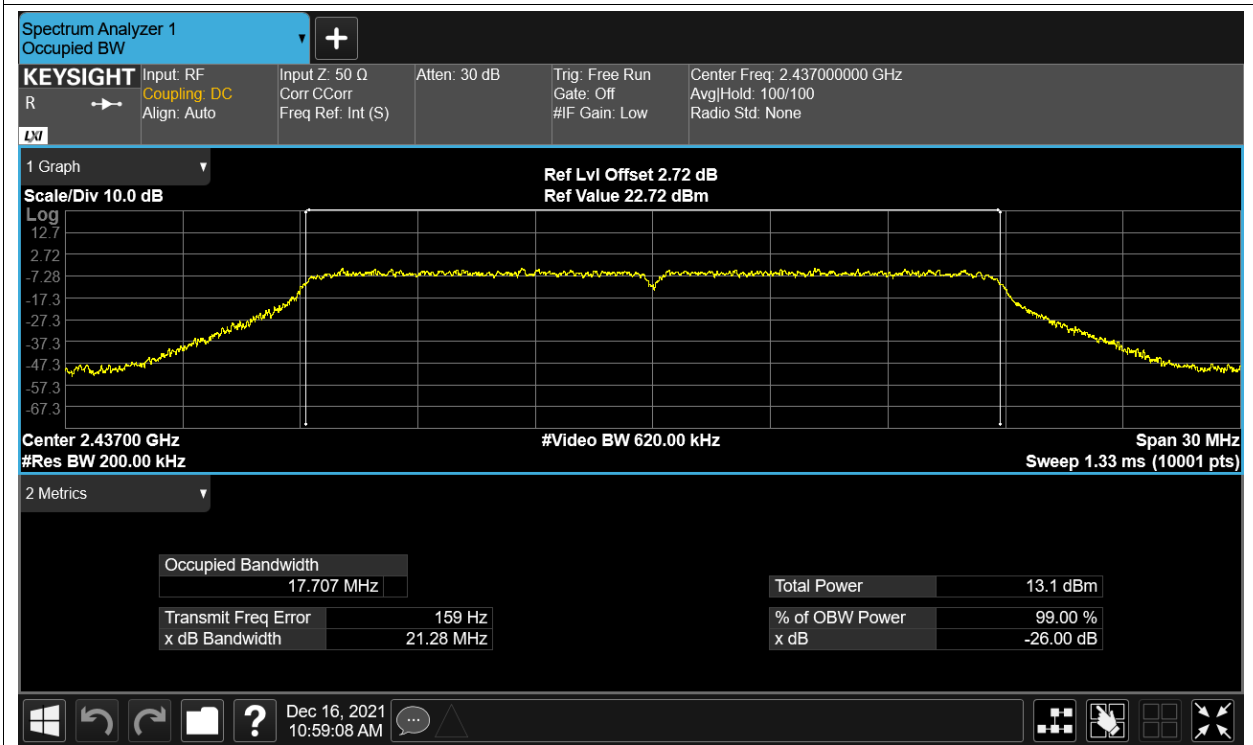 Spectrum Analyzer 1
Occupied BW
KEYSIGHT
R
LXI
Input: RF
Coupling: DC
Align: Auto
Input Z: 50 Ω
Corr CCorr
Freq Ref: Int (S)
Atten: 30 dB
Trig: Free Run
Gate: Off
#IF Gain: Low
Center Freq: 2.437000000 GHz
Avg|Hold: 100/100
Radio Std: None
1 Graph
Scale/Div 10.0 dB
Ref Lvl Offset 2.72 dB
Ref Value 22.72 dBm
Log
12.7
2.72
-7.28
-17.3
-27.3
-37.3
-47.3
-57.3
-67.3
Center 2.43700 GHz
#Video BW 620.00 kHz
Span 30 MHz
#Res BW 200.00 kHz
Sweep 1.33 ms (10001 pts)
2 Metrics
Occupied Bandwidth
17.707 MHz
Total Power 13.1 dBm
Transmit Freq Error 159 Hz
% of OBW Power 99.00 %
x dB Bandwidth 21.28 MHz
x dB -26.00 dB
?
Dec 16, 2021
10:59:08 AM